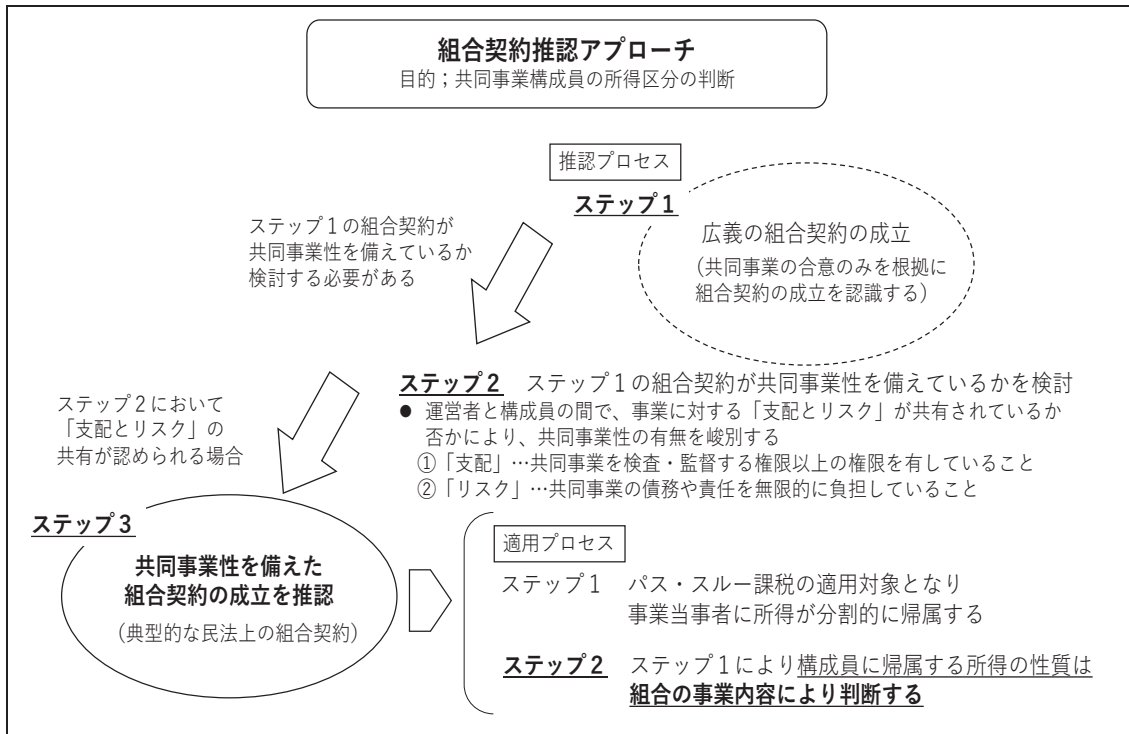 組合契約推認アプローチ
目的；共同事業構成員の所得区分の判断
推認プロセス
ステップ１
広義の組合契約の成立
（共同事業の合意のみを根拠に
組合契約の成立を認識する）
ステップ１の組合契約が
共同事業性を備えているか
検討する必要がある
ステップ２ ステップ１の組合契約が共同事業性を備えているかを検討
● 運営者と構成員の間で、事業に対する「支配とリスク」が共有されているか
否かにより、共同事業性の有無を峻別する
①「支配」…共同事業を検査・監督する権限以上の権限を有していること
②「リスク」…共同事業の債務や責任を無限的に負担していること
ステップ２において
「支配とリスク」の
共有が認められる場合
ステップ３
共同事業性を備えた
組合契約の成立を推認
（典型的な民法上の組合契約）
適用プロセス
ステップ１ パス・スルー課税の適用対象となり
事業当事者に所得が分割的に帰属する
ステップ２ ステップ１により構成員に帰属する所得の性質は
組合の事業内容により判断する